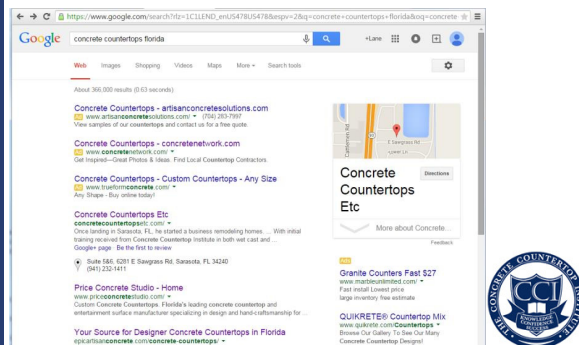 https://www.google.com/search?rlz=1C1LEND_enUS478US478&espv=2&q=concrete+countertops+florida&oq=concrete
Google
concrete countertops florida
+Lane
Web Images Shopping Videos Maps More Search tools
About 366,000 results (0.63 seconds)
Concrete Countertops - artisanconcretesolutions.com
Ad www.artisanconcretesolutions.com/ (704) 283-7997
View samples of our countertops and contact us for a free quote.
Concrete Countertops - concretenetwork.com
Ad www.concretenetwork.com/
Get Inspired—Great Photos & Ideas. Find Local Countertop Contractors.
Concrete Countertops - Custom Countertops - Any Size
Ad www.trueformconcrete.com/
Any Shape - Buy online today!
Concrete Countertops Etc
concretecountertopsetc.com/
Once landing in Sarasota, FL, he started a business remodeling homes. ... With initial
training received from Concrete Countertop Institute in both wet cast and ...
Google+ page Be the first to review
Suite 5&6, 6281 E Sawgrass Rd, Sarasota, FL 34240
(941) 232-1411
Price Concrete Studio - Home
www.priceconcretestudio.com/
Custom Concrete Countertops. Florida's leading concrete countertop and
entertainment surface manufacturer specializing in design and hand-craftsmanship for ...
Your Source for Designer Concrete Countertops in Florida
epicartisanconcrete.com/concrete-countertops/
E Sawgrass Rd
Concrete
Countertops
Etc
Directions
More about Concrete...
Feedback
Ads
Granite Counters Fast $27
www.marbleunlimited.com/
Fast install Lowest price
large inventory free estimate
QUIKRETE® Countertop Mix
www.quikrete.com/Countertops
Browse Our Gallery To See Our Many
Concrete Countertop Designs!
THE CONCRETE COUNTERTOP INSTITUTE
CCI
KNOWLEDGE
CONFIDENCE
SUCCESS